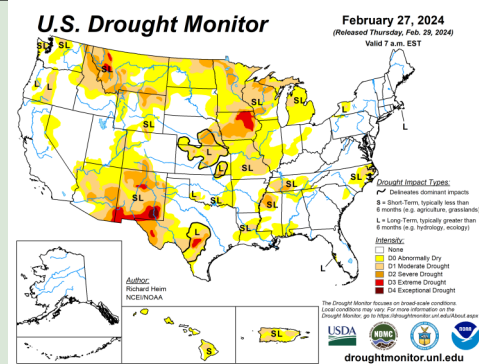 U.S. Drought Monitor
February 27, 2024
(Released Thursday, Feb. 29, 2024)
Valid 7 a.m. EST
SL
SL
L
L
SL
SL
SL
L
L
SL
L
L
SL
SL
SL
SL
SL
L
SL
SL
L
L
L
S
SL
Drought Impact Types:
Delineates dominant impacts
S = Short-Term, typically less than
6 months (e.g. agriculture, grasslands)
L = Long-Term, typically greater than
6 months (e.g. hydrology, ecology)
Intensity:
None
D0 Abnormally Dry
D1 Moderate Drought
D2 Severe Drought
D3 Extreme Drought
D4 Exceptional Drought
Author:
Richard Heim
NCEI/NOAA
The Drought Monitor focuses on broad-scale conditions.
Local conditions may vary. For more information on the
Drought Monitor, go to https://droughtmonitor.unl.edu/About.aspx
USDA
NDMC
NOAA
droughtmonitor.unl.edu